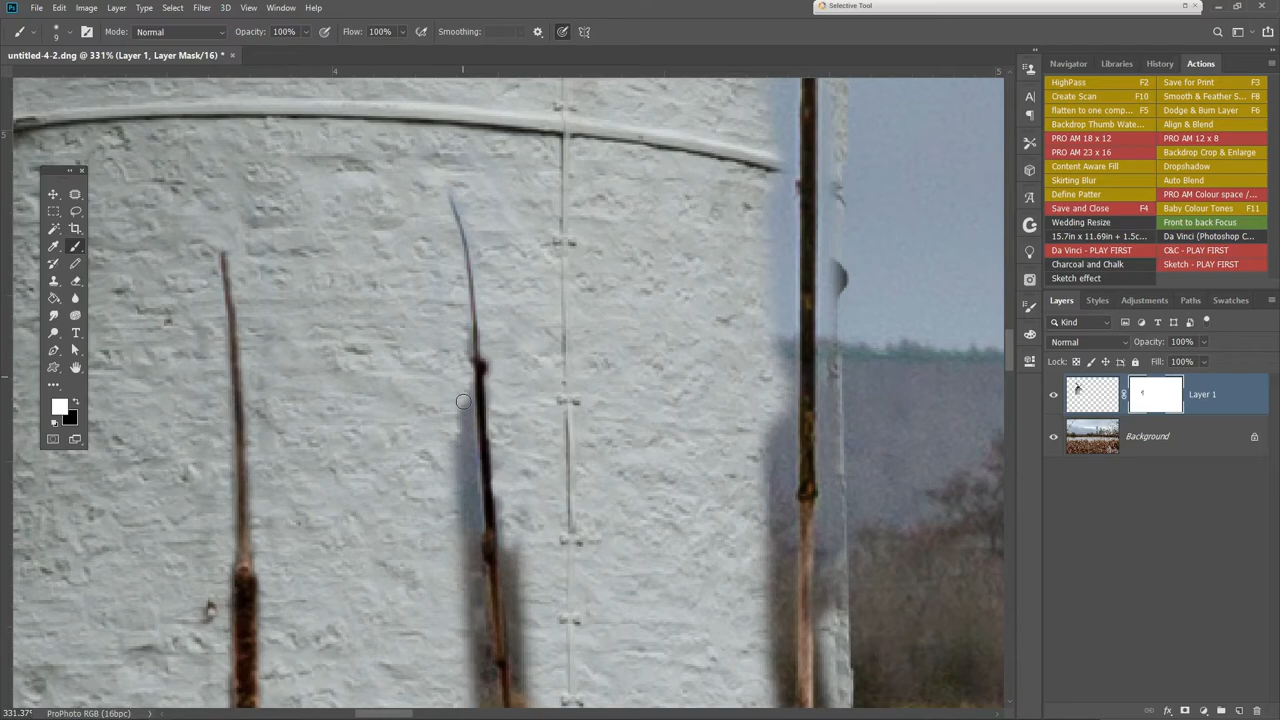 Ps File Edit Image Layer Type Select Filter 3D View Window Help
Selective Tool
9 Mode: Normal Opacity: 100% Flow: 100% Smoothing:
untitled-4-2.dng @ 331% (Layer 1, Layer Mask/16) *
4 5
5
Navigator Libraries History Actions
HighPass F2 Save for Print F3
Create Scan F10 Smooth & Feather S... F8
flatten to one comp... F5 Dodge & Burn Layer F6
Backdrop Thumb Wate... Align & Blend
PRO AM 18 x 12 PRO AM 12 x 8
PRO AM 23 x 16 Backdrop Crop & Enlarge
Content Aware Fill Dropshadow
Skirting Blur Auto Blend
Define Patter PRO AM Colour space /...
Save and Close F4 Baby Colour Tones F11
Wedding Resize Front to back Focus
15.7in x 11.69in + 1.5c... Da Vinci (Photoshop C...
Da Vinci - PLAY FIRST C&C - PLAY FIRST
Charcoal and Chalk Sketch - PLAY FIRST
Sketch effect
Layers Styles Adjustments Paths Swatches
Kind
Normal Opacity: 100%
Lock: Fill: 100%
Layer 1
Background
331.37% ProPhoto RGB (16bpc)